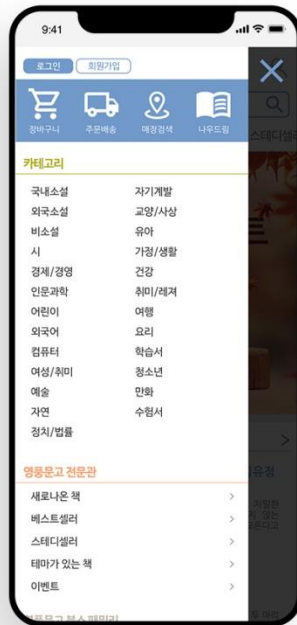 9:41
로그인 회원가입
장바구니 주문배송 매장검색 나우드림
스테디셀
카테고리
국내소설 자기계발
외국소설 교양/사상
비소설 유아
시 가정/생활
경제/경영 건강
인문과학 취미/레져
어린이 여행
외국어 요리
컴퓨터 학습서
여성/취미 청소년
예술 만화
자연 수험서
정치/법률
영풍문고 전문관
새로나온 책
베스트셀러
스테디셀러
테마가 있는 책
이벤트